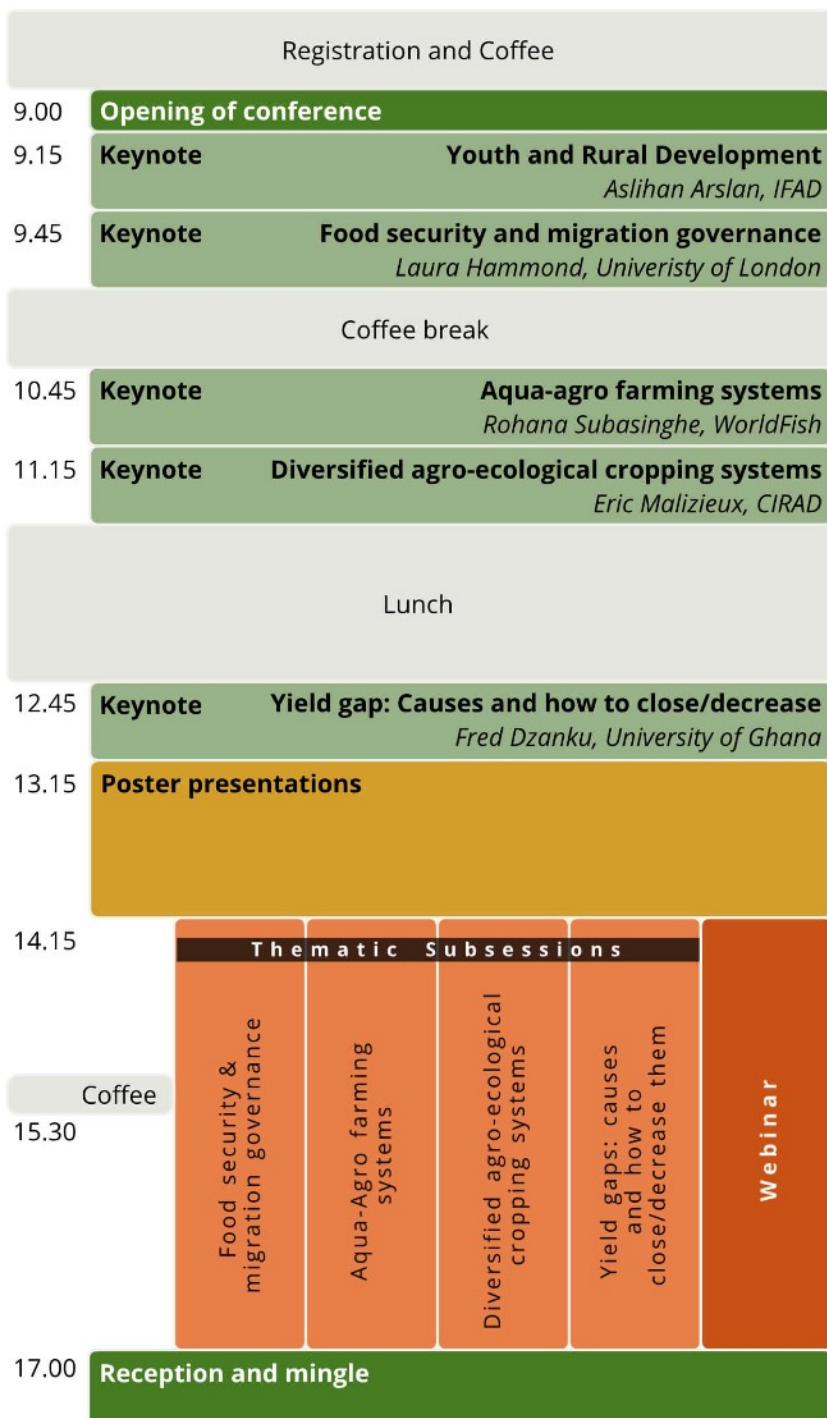 Registration and Coffee
9.00 Opening of conference
9.15 Keynote Youth and Rural Development
Aslihan Arslan, IFAD
9.45 Keynote Food security and migration governance
Laura Hammond, Univeristy of London
Coffee break
10.45 Keynote Aqua-agro farming systems
Rohana Subasinghe, WorldFish
11.15 Keynote Diversified agro-ecological cropping systems
Eric Malizieux, CIRAD
Lunch
12.45 Keynote Yield gap: Causes and how to close/decrease
Fred Dzanku, University of Ghana
13.15 Poster presentations
14.15
Thematic Subsessions
Food security &
migration governance
Aqua-Agro farming
systems
Diversified agro-ecological
cropping systems
Yield gaps: causes
and how to
close/decrease them
Webinar
Coffee
15.30
17.00 Reception and mingle